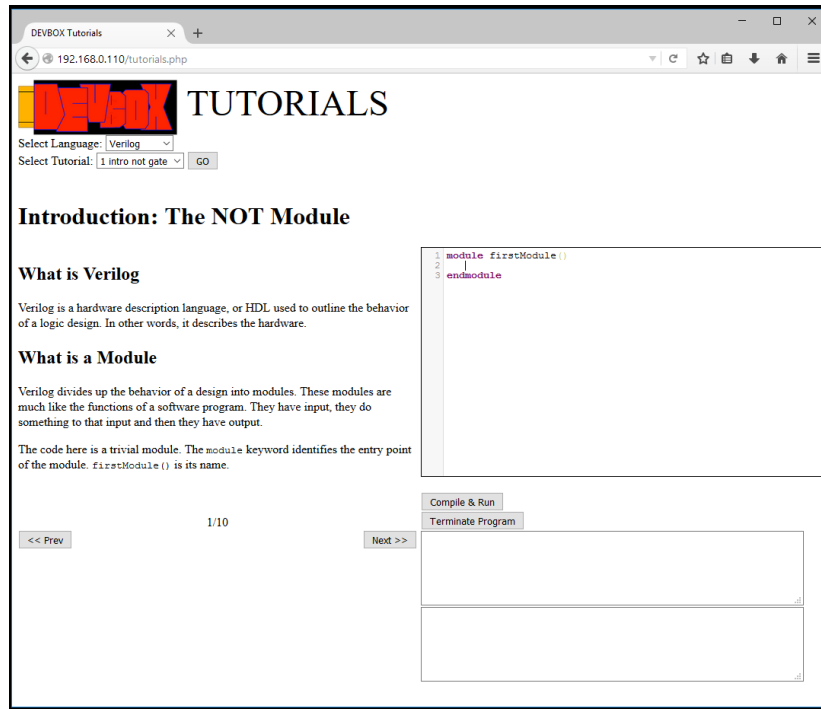 DEVBOX Tutorials
192.168.0.110/tutorials.php
DEVBOX TUTORIALS
Select Language: Verilog
Select Tutorial: 1 intro not gate GO
Introduction: The NOT Module
What is Verilog
Verilog is a hardware description language, or HDL used to outline the behavior
of a logic design. In other words, it describes the hardware.
What is a Module
Verilog divides up the behavior of a design into modules. These modules are
much like the functions of a software program. They have input, they do
something to that input and then they have output.
The code here is a trivial module. The module keyword identifies the entry point
of the module. firstModule() is its name.
1/10
<< Prev Next >>
1 module firstModule()
2
3 endmodule
Compile & Run
Terminate Program